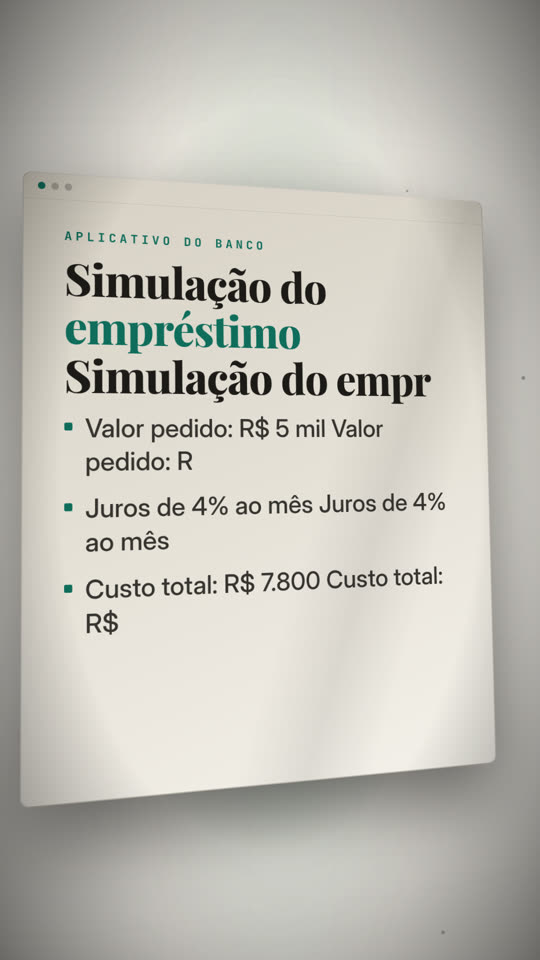 APLICATIVO DO BANCO
Simulação do
empréstimo
Simulação do empr
Valor pedido: R$ 5 mil Valor
pedido: R
Juros de 4% ao mês Juros de 4%
ao mês
Custo total: R$ 7.800 Custo total:
R$